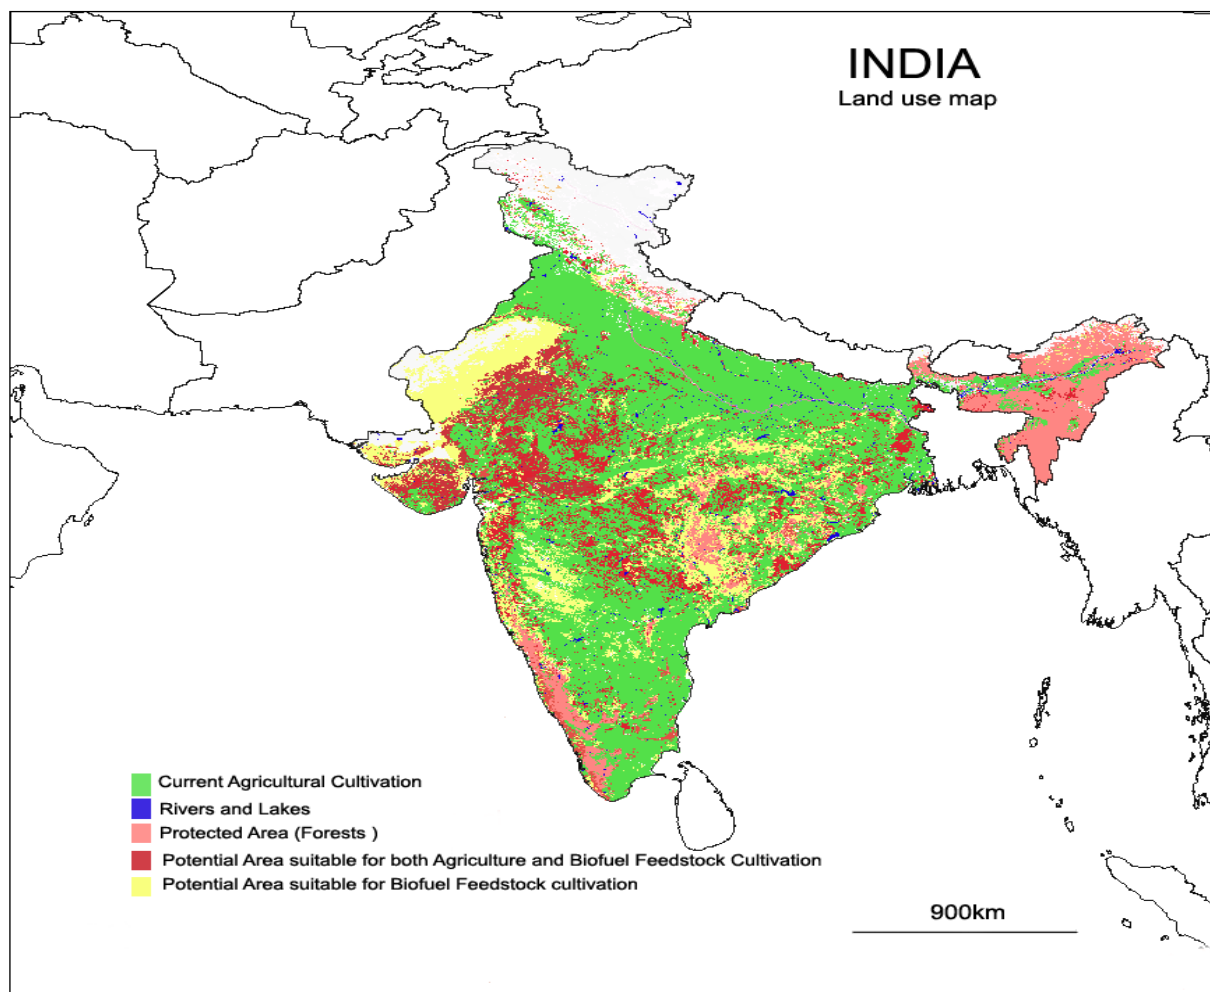 INDIA
Land use map
Current Agricultural Cultivation
Rivers and Lakes
Protected Area (Forests )
Potential Area suitable for both Agriculture and Biofuel Feedstock Cultivation
Potential Area suitable for Biofuel Feedstock cultivation
900km